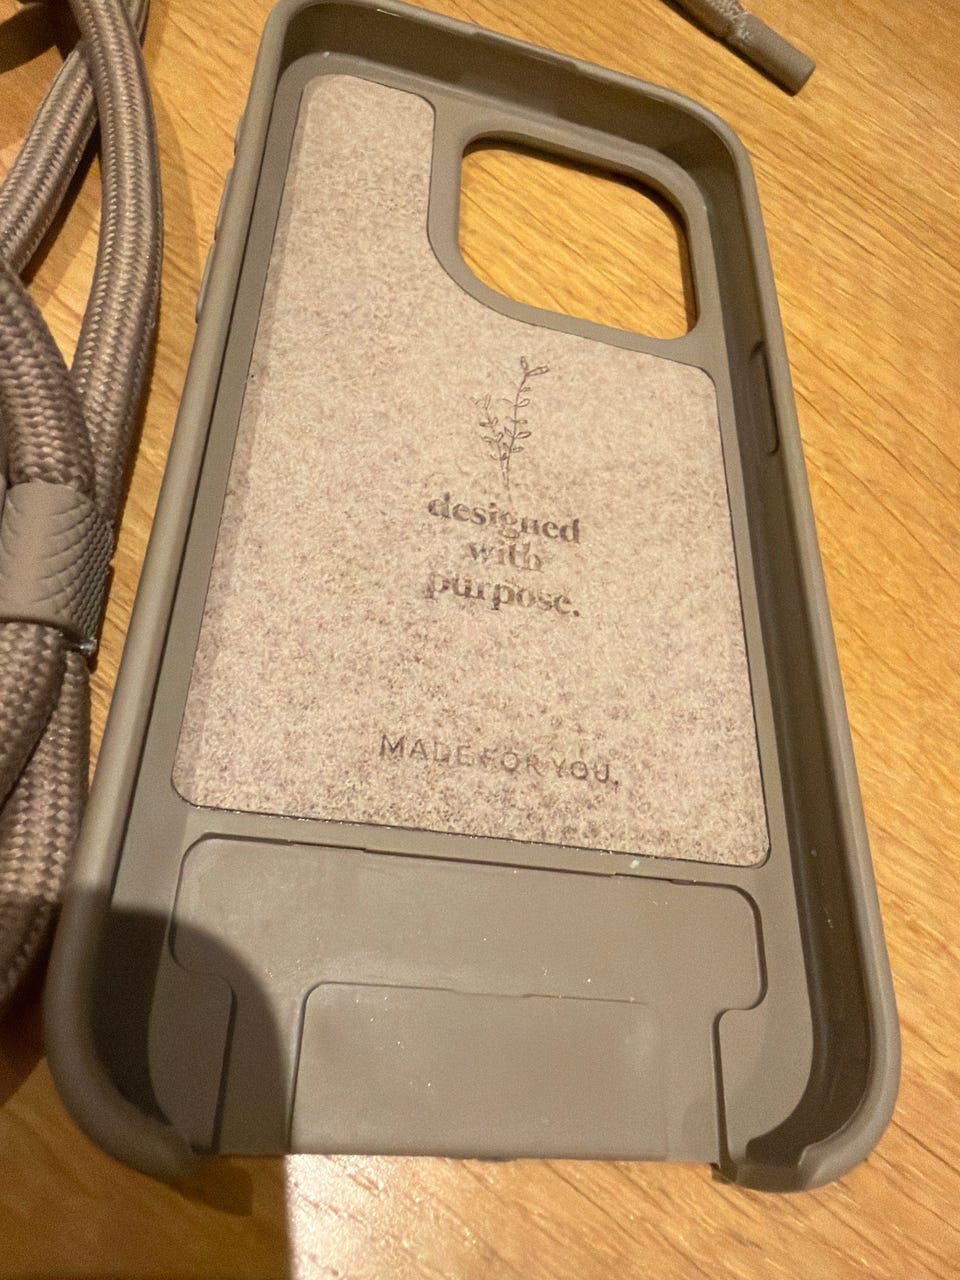 designed
with
purpose.
MADE FOR YOU.